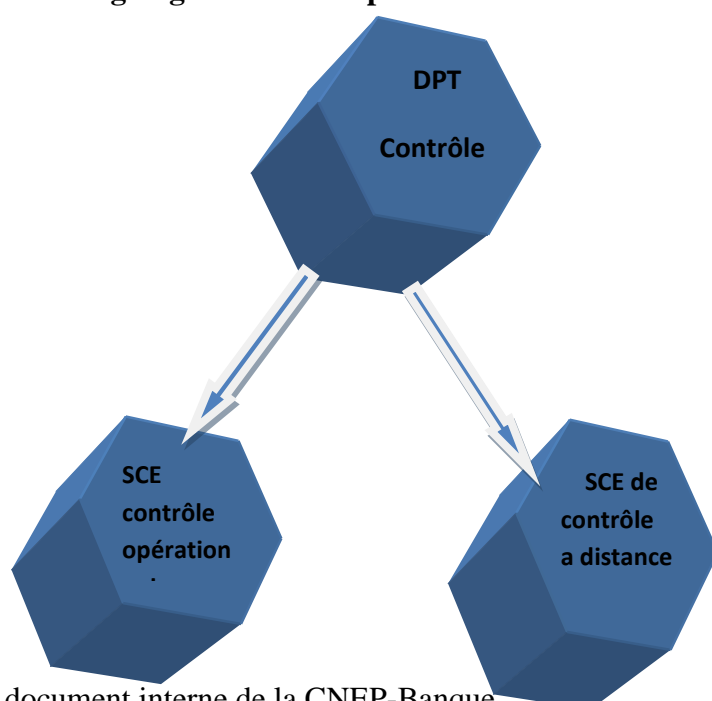 DPT
Contrôle
SCE
contrôle
opération
SCE de
contrôle
a distance
document interne de la CNEP-Banque